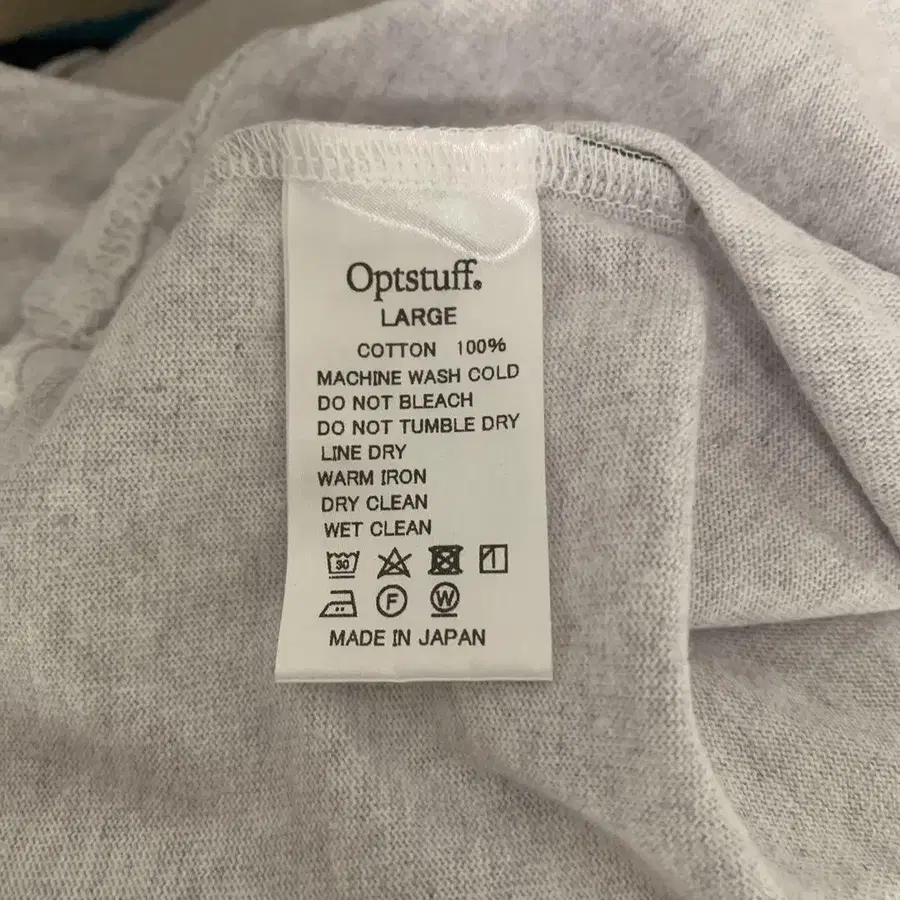 Optstuff.
LARGE
COTTON 100%
MACHINE WASH COLD
DO NOT BLEACH
DO NOT TUMBLE DRY
LINE DRY
WARM IRON
DRY CLEAN
WET CLEAN
30
F W
MADE IN JAPAN